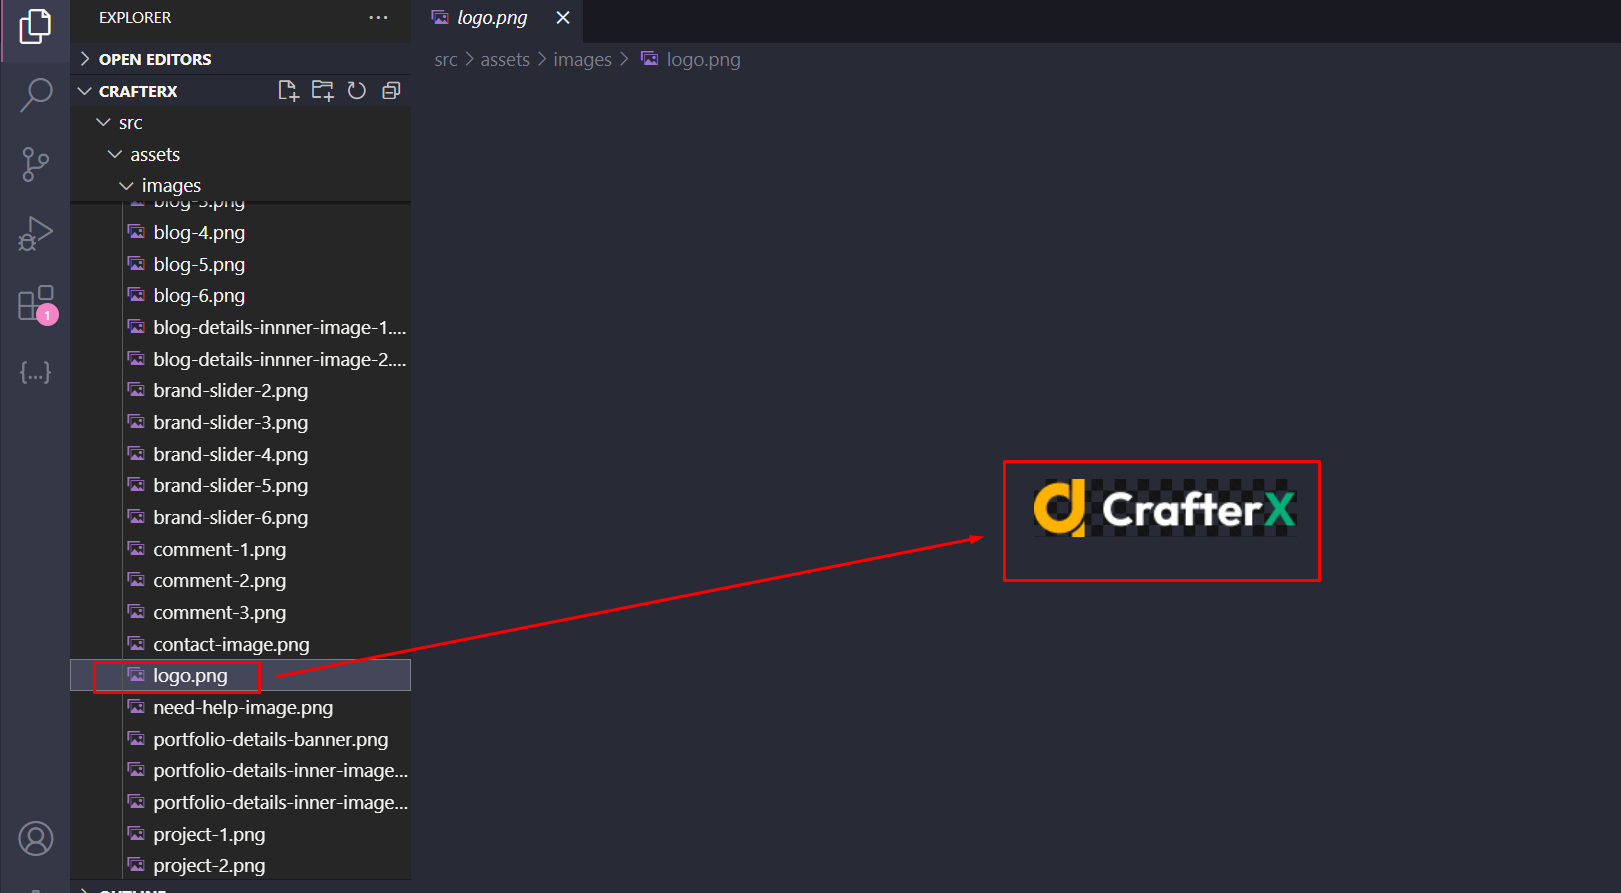 EXPLORER
logo.png
OPEN EDITORS
CRAFTERX
src > assets > images > logo.png
src
assets
images
blog-3.png
blog-4.png
blog-5.png
blog-6.png
blog-details-innner-image-1....
blog-details-innner-image-2....
brand-slider-2.png
brand-slider-3.png
brand-slider-4.png
brand-slider-5.png
brand-slider-6.png
comment-1.png
comment-2.png
comment-3.png
contact-image.png
logo.png
need-help-image.png
portfolio-details-banner.png
portfolio-details-inner-image...
portfolio-details-inner-image...
project-1.png
project-2.png
OUTLINE
1
{...}
CrafterX